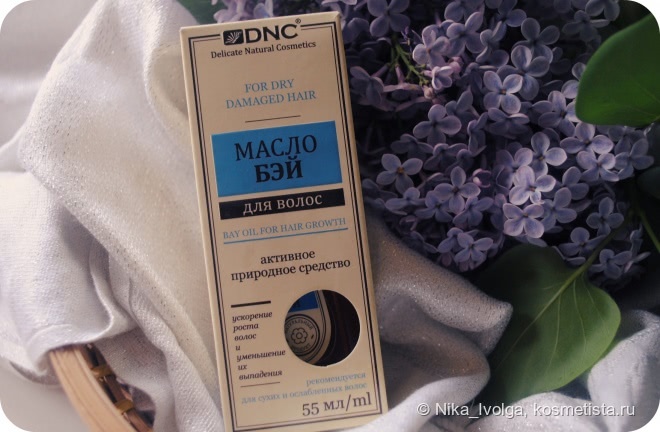 DNC®
Delicate Natural Cosmetics
FOR DRY
DAMAGED HAIR
МАСЛО
БЭЙ
ДЛЯ ВОЛОС
BAY OIL FOR HAIR GROWTH
активное
природное средство
ускорение
роста
волос
и
уменьшение
их
выпадения
рекомендуется
для сухих и ослабленных волос
55 мл/ml
© Nika_Ivolga, kosmetista.ru